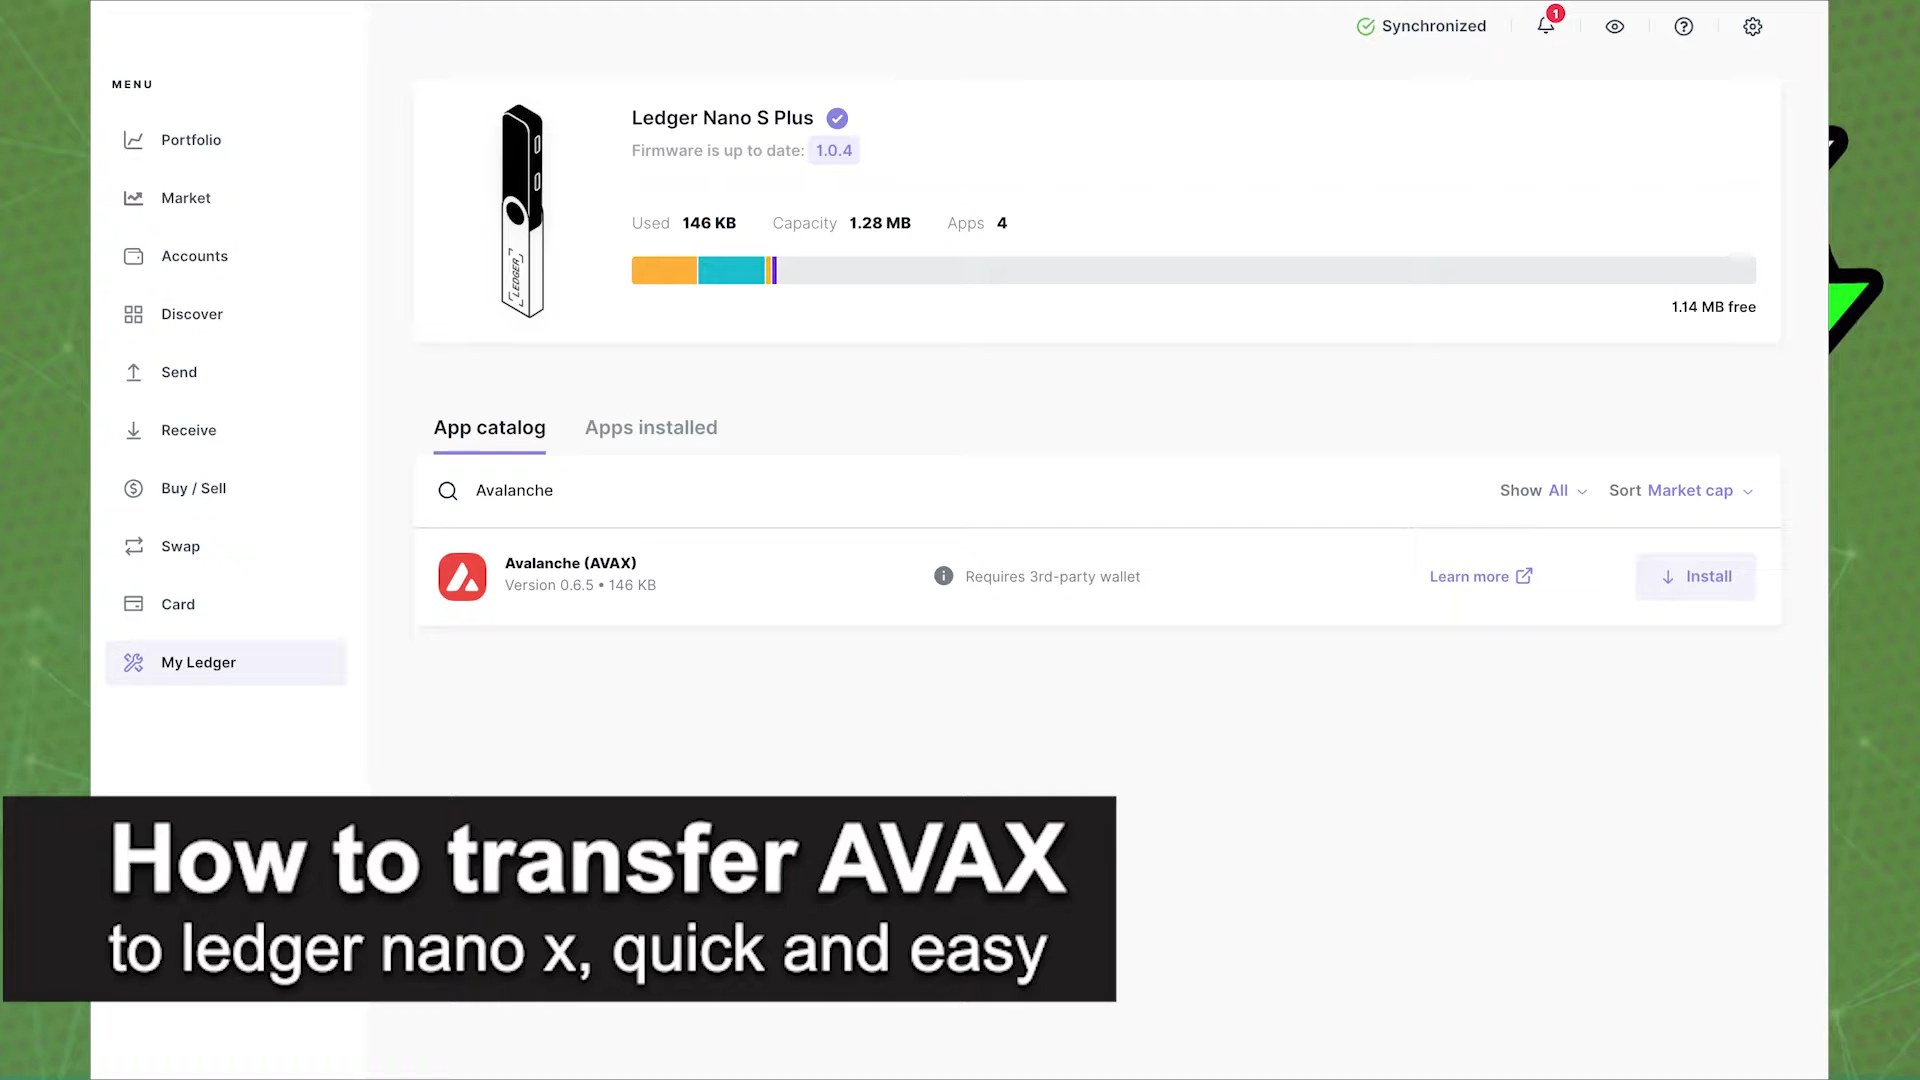 Synchronized
1
MENU
Portfolio
Market
Accounts
Discover
Send
Receive
Buy / Sell
Swap
Card
My Ledger
LEDGER
Ledger Nano S Plus
Firmware is up to date: 1.0.4
Used 146 KB Capacity 1.28 MB Apps 4
1.14 MB free
App catalog Apps installed
Avalanche Show All Sort Market cap
Avalanche (AVAX)
Version 0.6.5 • 146 KB
Requires 3rd-party wallet
Learn more
Install
How to transfer AVAX
to ledger nano x, quick and easy